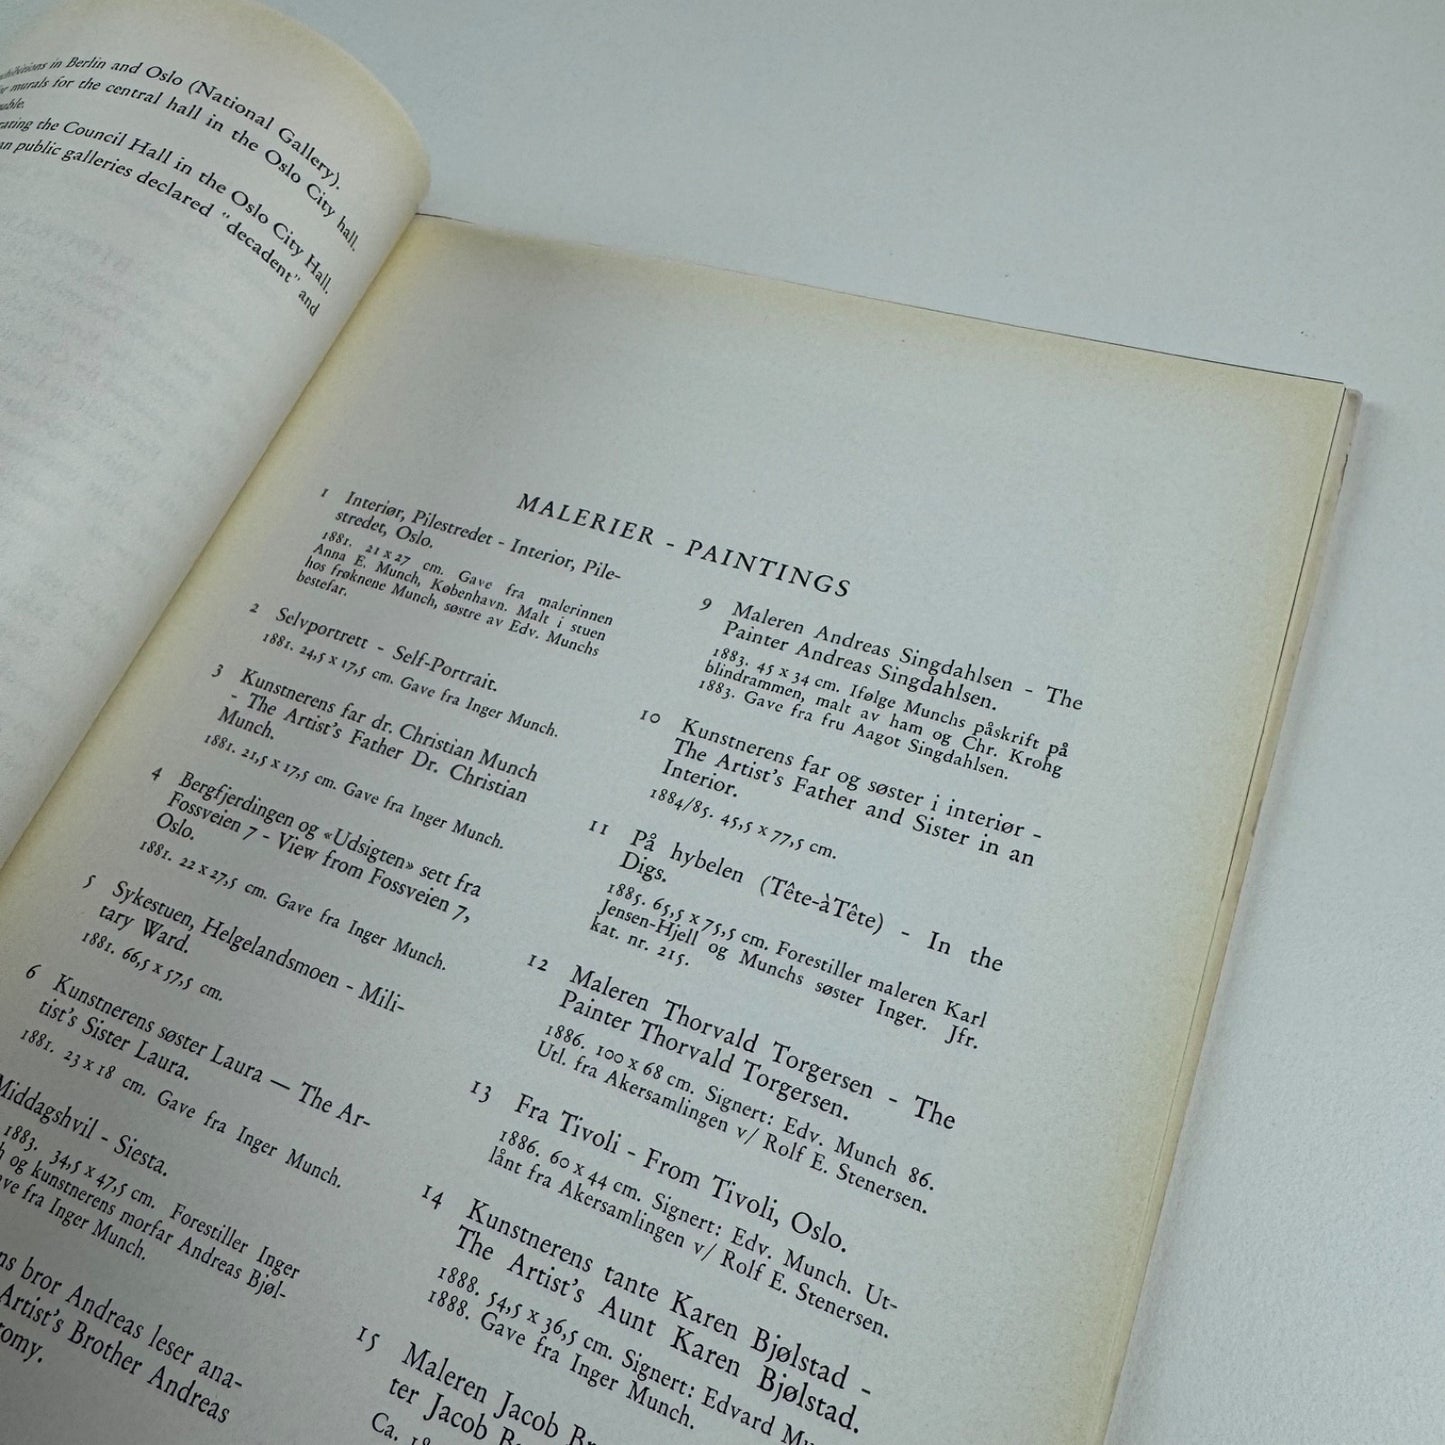 in Berlin and Oslo (National Gallery).
murals for the central hall in the Oslo City hall.
the Council Hall in the Oslo City Hall.
public galleries declared "decadent" and
MALERIER - PAINTINGS
1 Interiør, Pilestredet - Interior, Pile-
stredet, Oslo.
1881. 21 x 27 cm. Gave fra malerinnen
Anna E. Munch, København. Malt i stuen
hos frøknene Munch, søstre av Edv. Munchs
bestefar.
2 Selvportrett - Self-Portrait.
1881. 24,5 x 17,5 cm. Gave fra Inger Munch.
3 Kunstnerens far dr. Christian Munch
- The Artist's Father Dr. Christian
Munch.
1881. 21,5 x 17,5 cm. Gave fra Inger Munch.
4 Bergfjerdingen og «Udsigten» sett fra
Fossveien 7 - View from Fossveien 7,
Oslo.
1881. 22 x 27,5 cm. Gave fra Inger Munch.
5 Sykestuen, Helgelandsmoen - Mili-
tary Ward.
1881. 66,5 x 57,5 cm.
6 Kunstnerens søster Laura — The Ar-
tist's Sister Laura.
1881. 23 x 18 cm. Gave fra Inger Munch.
Middagshvil - Siesta.
1883. 34,5 x 47,5 cm. Forestiller Inger
og kunstnerens morfar Andreas Bjøl-
fra Inger Munch.
bror Andreas leser ana-
Artist's Brother Andreas
9 Maleren Andreas Singdahlsen - The
Painter Andreas Singdahlsen.
1883. 45 x 34 cm. Ifølge Munchs påskrift på
blindrammen, malt av ham og Chr. Krohg
1883. Gave fra fru Aagot Singdahlsen.
10 Kunstnerens far og søster i interiør -
The Artist's Father and Sister in an
Interior.
1884/85. 45,5 x 77,5 cm.
11 På hybelen (Tête-àTête) - In the
Digs.
1885. 65,5 x 75,5 cm. Forestiller maleren Karl
Jensen-Hjell og Munchs søster Inger. Jfr.
kat. nr. 215.
12 Maleren Thorvald Torgersen - The
Painter Thorvald Torgersen.
1886. 100 x 68 cm. Signert: Edv. Munch 86.
Utl. fra Akersamlingen v/ Rolf E. Stenersen.
13 Fra Tivoli - From Tivoli, Oslo.
1886. 60 x 44 cm. Signert: Edv. Munch. Ut-
lånt fra Akersamlingen v/ Rolf E. Stenersen.
14 Kunstnerens tante Karen Bjølstad -
The Artist's Aunt Karen Bjølstad.
1888. 54,5 x 36,5 cm. Signert: Edvard
1888. Gave fra Inger Munch.
15 Maleren Jacob
ter Jacob
Ca.